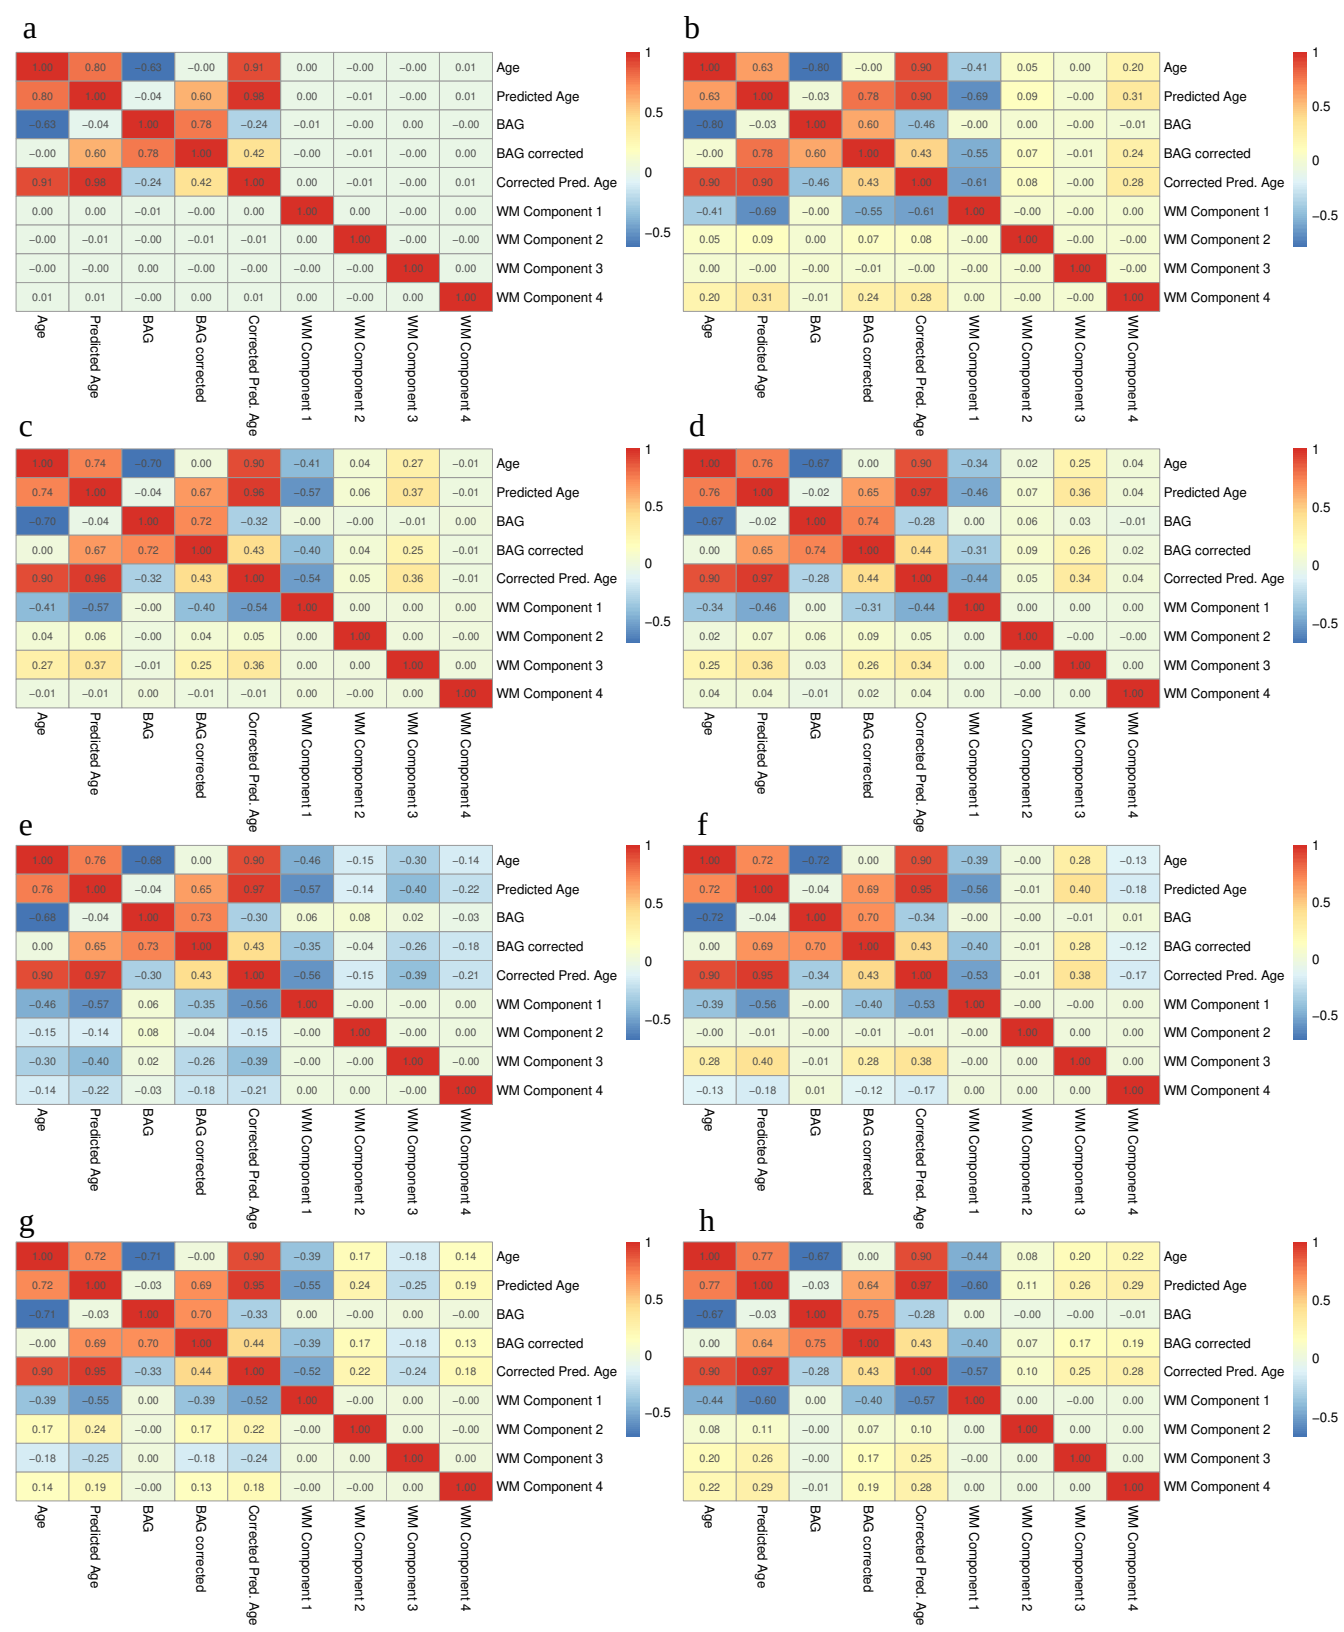 a
1.00 0.80 −0.63 −0.00 0.91 0.00 −0.00 −0.00 0.01 Age
0.80 1.00 −0.04 0.60 0.98 0.00 −0.01 −0.00 0.01 Predicted Age
−0.63 −0.04 1.00 0.78 −0.24 −0.01 −0.00 0.00 −0.00 BAG
−0.00 0.60 0.78 1.00 0.42 −0.00 −0.01 −0.00 0.00 BAG corrected
0.91 0.98 −0.24 0.42 1.00 0.00 −0.01 −0.00 0.01 Corrected Pred. Age
0.00 0.00 −0.01 −0.00 0.00 1.00 0.00 −0.00 0.00 WM Component 1
−0.00 −0.01 −0.00 −0.01 −0.01 0.00 1.00 −0.00 −0.00 WM Component 2
−0.00 −0.00 0.00 −0.00 −0.00 −0.00 −0.00 1.00 0.00 WM Component 3
0.01 0.01 −0.00 0.00 0.01 0.00 −0.00 0.00 1.00 WM Component 4
Age Predicted Age BAG BAG corrected Corrected Pred. Age WM Component 1 WM Component 2 WM Component 3 WM Component 4
1
0.5
0
−0.5
b
1.00 0.63 −0.80 −0.00 0.90 −0.41 0.05 0.00 0.20 Age
0.63 1.00 −0.03 0.78 0.90 −0.69 0.09 −0.00 0.31 Predicted Age
−0.80 −0.03 1.00 0.60 −0.46 −0.00 −0.00 −0.00 −0.01 BAG
−0.00 0.78 0.60 1.00 0.43 −0.55 0.07 −0.01 0.24 BAG corrected
0.90 0.90 −0.46 0.43 1.00 −0.61 0.08 −0.00 0.28 Corrected Pred. Age
−0.41 −0.69 −0.00 −0.55 −0.61 1.00 −0.00 −0.00 0.00 WM Component 1
0.05 0.09 −0.00 0.07 0.08 −0.00 1.00 −0.00 −0.00 WM Component 2
0.00 −0.00 −0.00 −0.01 −0.00 −0.00 −0.00 1.00 −0.00 WM Component 3
0.20 0.31 −0.01 0.24 0.28 0.00 −0.00 −0.00 1.00 WM Component 4
Age Predicted Age BAG BAG corrected Corrected Pred. Age WM Component 1 WM Component 2 WM Component 3 WM Component 4
1
0.5
0
−0.5
c
1.00 0.74 −0.70 0.00 0.90 −0.41 0.04 0.27 −0.01 Age
0.74 1.00 −0.04 0.67 0.96 −0.57 0.06 0.37 −0.01 Predicted Age
−0.70 −0.04 1.00 0.72 −0.32 −0.00 −0.00 −0.01 0.00 BAG
0.00 0.67 0.72 1.00 0.43 −0.40 0.04 0.25 −0.01 BAG corrected
0.90 0.96 −0.32 0.43 1.00 −0.54 0.05 0.36 −0.01 Corrected Pred. Age
−0.41 −0.57 −0.00 −0.40 −0.54 1.00 0.00 0.00 0.00 WM Component 1
0.04 0.06 −0.00 0.04 0.05 0.00 1.00 0.00 −0.00 WM Component 2
0.27 0.37 −0.01 0.25 0.36 0.00 0.00 1.00 0.00 WM Component 3
−0.01 −0.01 0.00 −0.01 −0.01 0.00 −0.00 0.00 1.00 WM Component 4
Age Predicted Age BAG BAG corrected Corrected Pred. Age WM Component 1 WM Component 2 WM Component 3 WM Component 4
1
0.5
0
−0.5
d
1.00 0.76 −0.67 0.00 0.90 −0.34 0.02 0.25 0.04 Age
0.76 1.00 −0.02 0.65 0.97 −0.46 0.07 0.36 0.04 Predicted Age
−0.67 −0.02 1.00 0.74 −0.28 0.00 0.06 0.03 −0.01 BAG
0.00 0.65 0.74 1.00 0.44 −0.31 0.09 0.26 0.02 BAG corrected
0.90 0.97 −0.28 0.44 1.00 −0.44 0.05 0.34 0.04 Corrected Pred. Age
−0.34 −0.46 0.00 −0.31 −0.44 1.00 0.00 0.00 0.00 WM Component 1
0.02 0.07 0.06 0.09 0.05 0.00 1.00 −0.00 −0.00 WM Component 2
0.25 0.36 0.03 0.26 0.34 0.00 −0.00 1.00 0.00 WM Component 3
0.04 0.04 −0.01 0.02 0.04 0.00 −0.00 0.00 1.00 WM Component 4
Age Predicted Age BAG BAG corrected Corrected Pred. Age WM Component 1 WM Component 2 WM Component 3 WM Component 4
1
0.5
0
−0.5
e
1.00 0.76 −0.68 0.00 0.90 −0.46 −0.15 −0.30 −0.14 Age
0.76 1.00 −0.04 0.65 0.97 −0.57 −0.14 −0.40 −0.22 Predicted Age
−0.68 −0.04 1.00 0.73 −0.30 0.06 0.08 0.02 −0.03 BAG
0.00 0.65 0.73 1.00 0.43 −0.35 −0.04 −0.26 −0.18 BAG corrected
0.90 0.97 −0.30 0.43 1.00 −0.56 −0.15 −0.39 −0.21 Corrected Pred. Age
−0.46 −0.57 0.06 −0.35 −0.56 1.00 −0.00 −0.00 0.00 WM Component 1
−0.15 −0.14 0.08 −0.04 −0.15 −0.00 1.00 −0.00 0.00 WM Component 2
−0.30 −0.40 0.02 −0.26 −0.39 −0.00 −0.00 1.00 −0.00 WM Component 3
−0.14 −0.22 −0.03 −0.18 −0.21 0.00 0.00 −0.00 1.00 WM Component 4
Age Predicted Age BAG BAG corrected Corrected Pred. Age WM Component 1 WM Component 2 WM Component 3 WM Component 4
1
0.5
0
−0.5
f
1.00 0.72 −0.72 0.00 0.90 −0.39 −0.00 0.28 −0.13 Age
0.72 1.00 −0.04 0.69 0.95 −0.56 −0.01 0.40 −0.18 Predicted Age
−0.72 −0.04 1.00 0.70 −0.34 −0.00 −0.00 −0.01 0.01 BAG
0.00 0.69 0.70 1.00 0.43 −0.40 −0.01 0.28 −0.12 BAG corrected
0.90 0.95 −0.34 0.43 1.00 −0.53 −0.01 0.38 −0.17 Corrected Pred. Age
−0.39 −0.56 −0.00 −0.40 −0.53 1.00 −0.00 −0.00 0.00 WM Component 1
−0.00 −0.01 −0.00 −0.01 −0.01 −0.00 1.00 0.00 0.00 WM Component 2
0.28 0.40 −0.01 0.28 0.38 −0.00 0.00 1.00 0.00 WM Component 3
−0.13 −0.18 0.01 −0.12 −0.17 0.00 0.00 0.00 1.00 WM Component 4
Age Predicted Age BAG BAG corrected Corrected Pred. Age WM Component 1 WM Component 2 WM Component 3 WM Component 4
1
0.5
0
−0.5
g
1.00 0.72 −0.71 −0.00 0.90 −0.39 0.17 −0.18 0.14 Age
0.72 1.00 −0.03 0.69 0.95 −0.55 0.24 −0.25 0.19 Predicted Age
−0.71 −0.03 1.00 0.70 −0.33 0.00 −0.00 0.00 −0.00 BAG
−0.00 0.69 0.70 1.00 0.44 −0.39 0.17 −0.18 0.13 BAG corrected
0.90 0.95 −0.33 0.44 1.00 −0.52 0.22 −0.24 0.18 Corrected Pred. Age
−0.39 −0.55 0.00 −0.39 −0.52 1.00 −0.00 0.00 −0.00 WM Component 1
0.17 0.24 −0.00 0.17 0.22 −0.00 1.00 0.00 −0.00 WM Component 2
−0.18 −0.25 0.00 −0.18 −0.24 0.00 0.00 1.00 0.00 WM Component 3
0.14 0.19 −0.00 0.13 0.18 −0.00 −0.00 0.00 1.00 WM Component 4
Age Predicted Age BAG BAG corrected Corrected Pred. Age WM Component 1 WM Component 2 WM Component 3 WM Component 4
1
0.5
0
−0.5
h
1.00 0.77 −0.67 0.00 0.90 −0.44 0.08 0.20 0.22 Age
0.77 1.00 −0.03 0.64 0.97 −0.60 0.11 0.26 0.29 Predicted Age
−0.67 −0.03 1.00 0.75 −0.28 0.00 −0.00 −0.00 −0.01 BAG
0.00 0.64 0.75 1.00 0.43 −0.40 0.07 0.17 0.19 BAG corrected
0.90 0.97 −0.28 0.43 1.00 −0.57 0.10 0.25 0.28 Corrected Pred. Age
−0.44 −0.60 0.00 −0.40 −0.57 1.00 0.00 −0.00 0.00 WM Component 1
0.08 0.11 −0.00 0.07 0.10 0.00 1.00 0.00 0.00 WM Component 2
0.20 0.26 −0.00 0.17 0.25 −0.00 0.00 1.00 0.00 WM Component 3
0.22 0.29 −0.01 0.19 0.28 0.00 0.00 0.00 1.00 WM Component 4
Age Predicted Age BAG BAG corrected Corrected Pred. Age WM Component 1 WM Component 2 WM Component 3 WM Component 4
1
0.5
0
−0.5